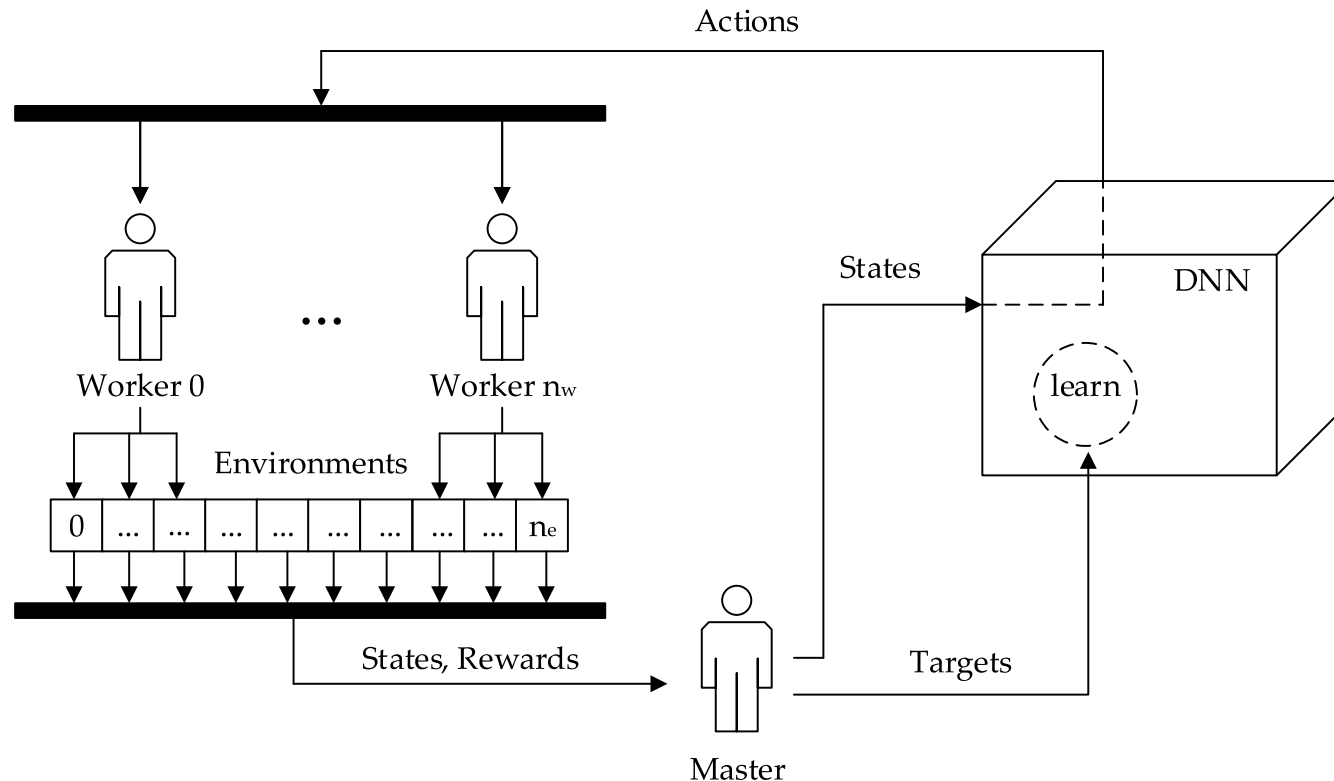 Actions
States
DNN
...
learn
Worker 0
Worker nw
Environments
0 ... ... ... ... ... ... ... ... ne
States, Rewards
Targets
Master